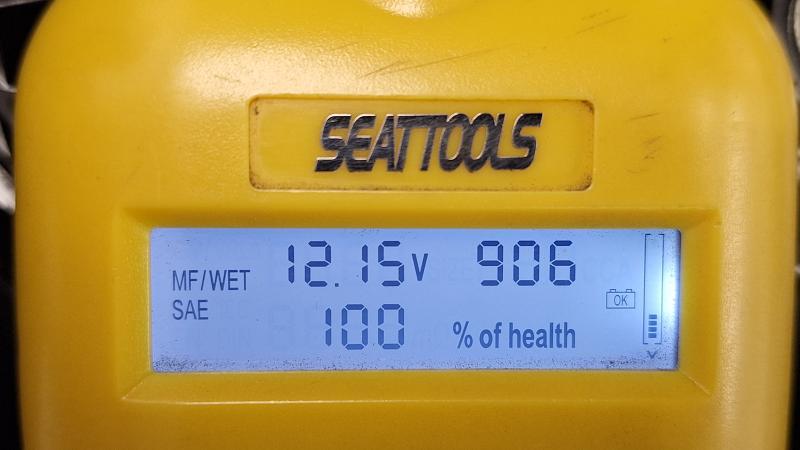 SEATTOOLS
MF/WET 12.15V 906
OK
SAE 100 % of health